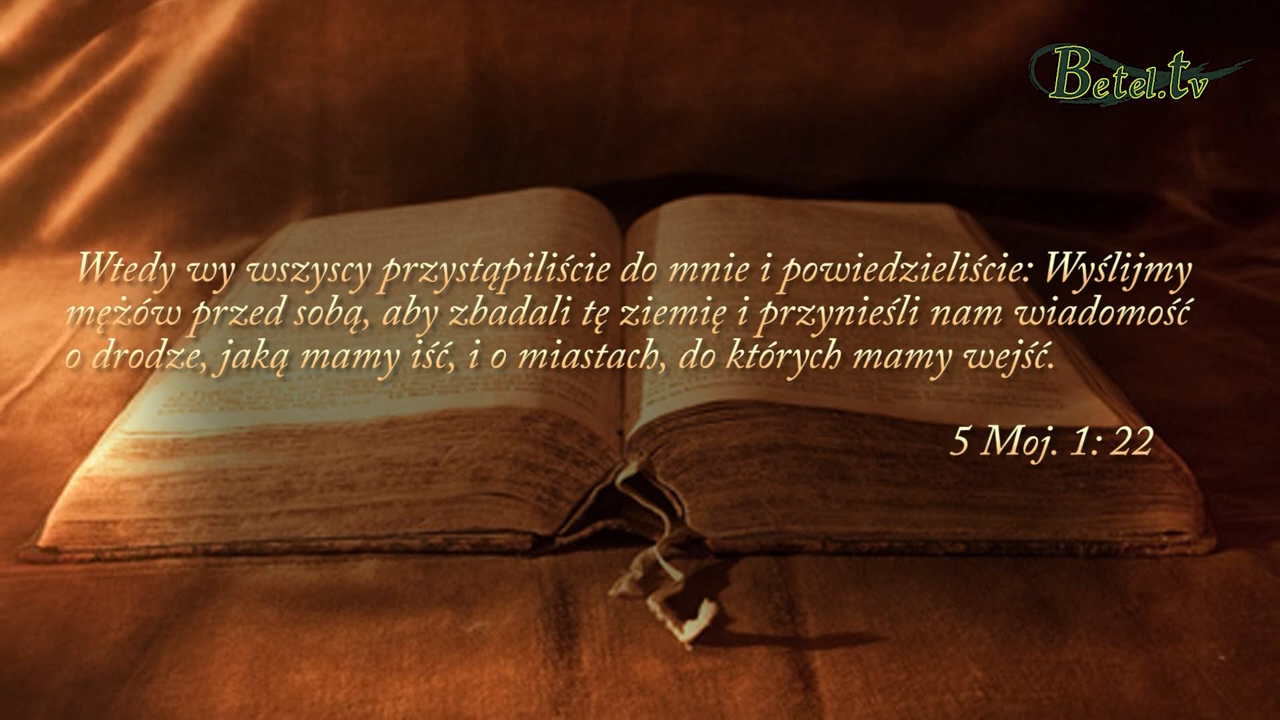 Betel.tv
Wtedy wy wszyscy przystąpiliście do mnie i powiedzieliście: Wyślijmy
mężów przed sobą, aby zbadali tę ziemię i przynieśli nam wiadomość
o drodze, jaką mamy iść, i o miastach, do których mamy wejść.
5 Moj. 1: 22